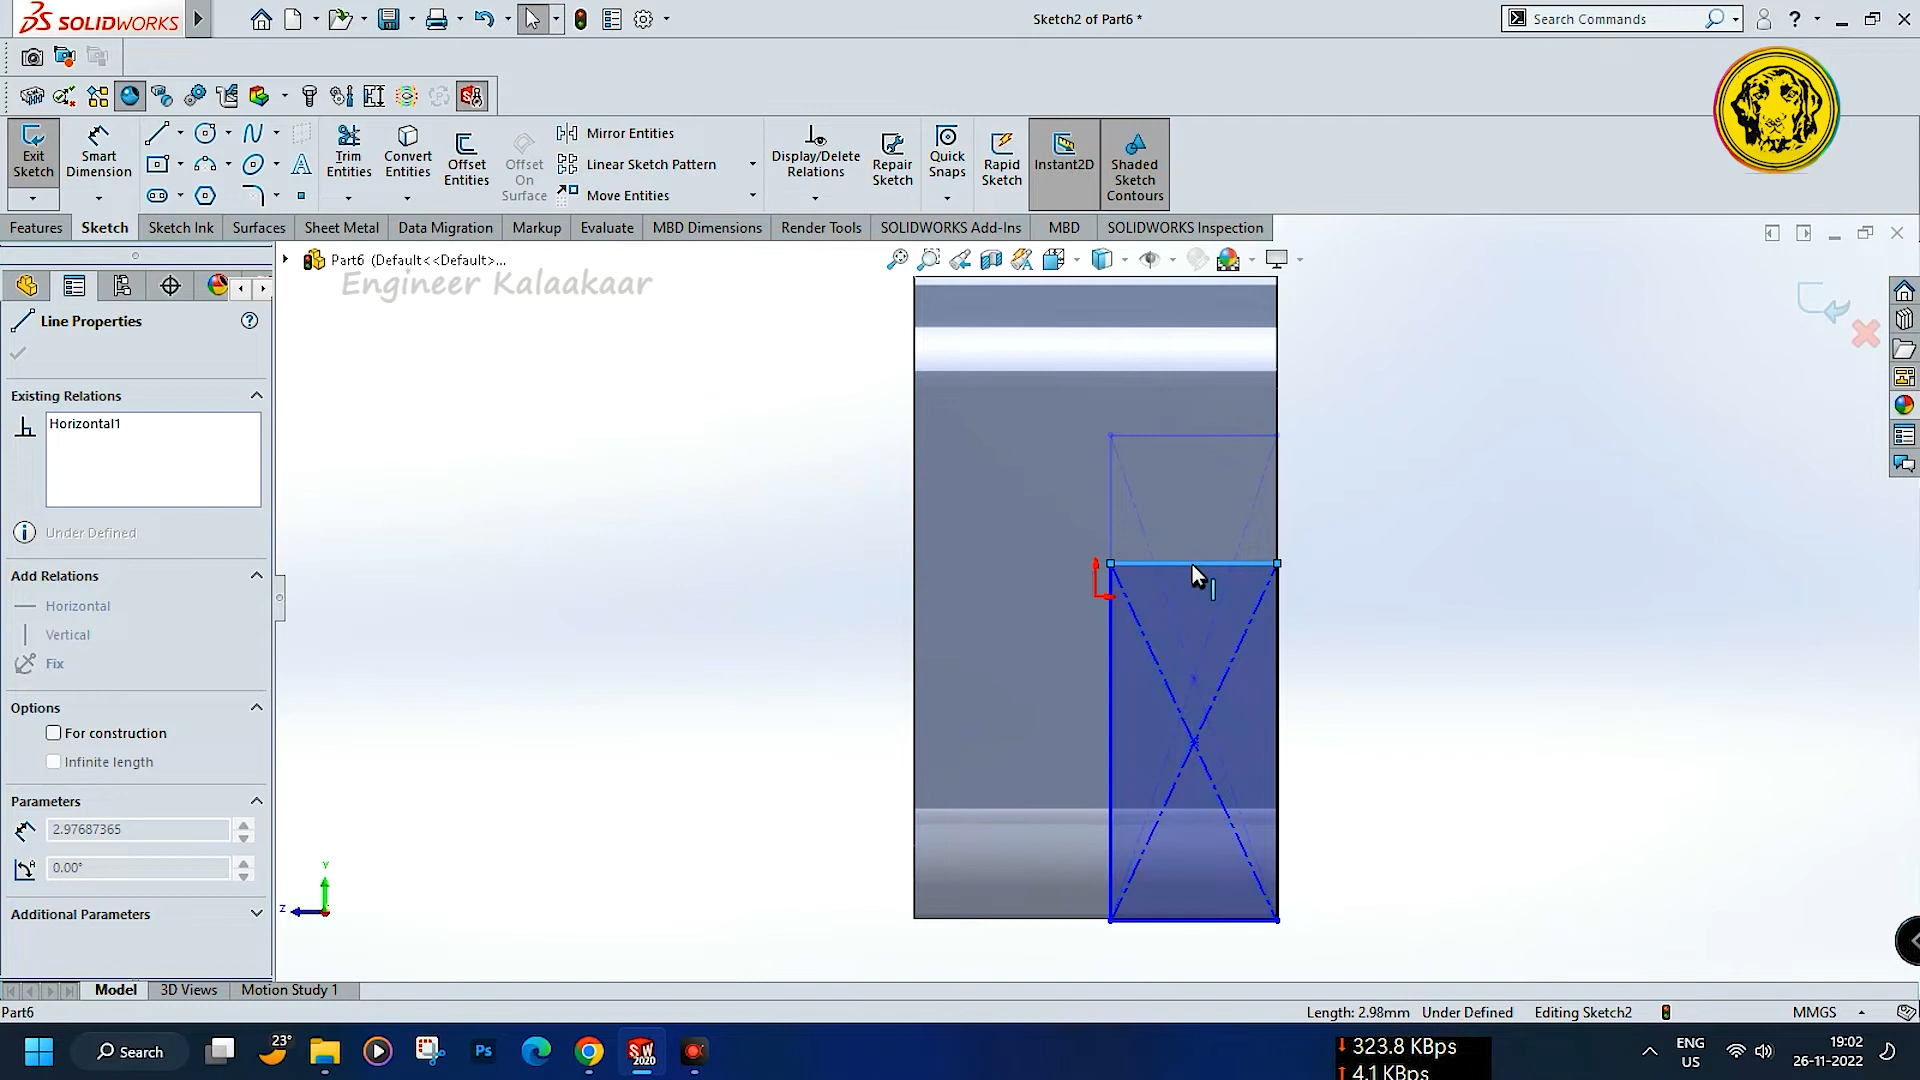 SOLIDWORKS
Sketch2 of Part6 *
Search Commands
?
Exit Sketch
Smart Dimension
Trim Entities
Convert Entities
Offset Entities
Offset On Surface
Mirror Entities
Linear Sketch Pattern
Move Entities
Display/Delete Relations
Repair Sketch
Quick Snaps
Rapid Sketch
Instant2D
Shaded Sketch Contours
Features
Sketch
Sketch Ink
Surfaces
Sheet Metal
Data Migration
Markup
Evaluate
MBD Dimensions
Render Tools
SOLIDWORKS Add-Ins
MBD
SOLIDWORKS Inspection
Part6 (Default<<Default>...
Engineer Kalaakaar
Line Properties
?
Existing Relations
Horizontal1
Under Defined
Add Relations
Horizontal
Vertical
Fix
Options
For construction
Infinite length
Parameters
2.97687365
0.00°
Additional Parameters
Y
Z
Model
3D Views
Motion Study 1
Part6
Length: 2.98mm
Under Defined
Editing Sketch2
MMGS
Search
23°
Ps
SW 2020
323.8 KBps
4.1 KBps
ENG
US
19:02
26-11-2022